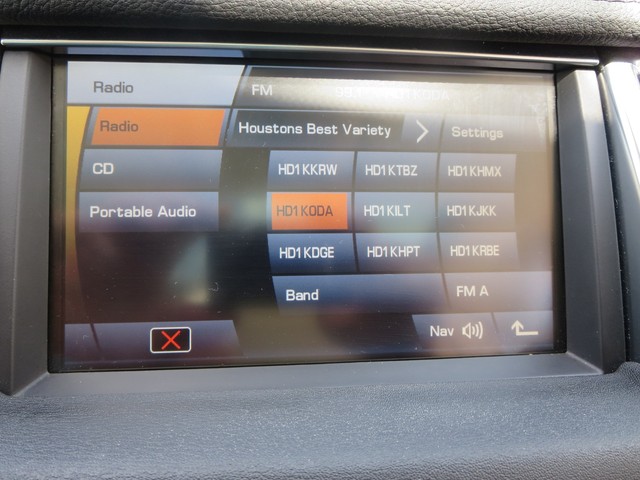 Radio FM KODA
Radio Houstons Best Variety Settings
CD HD1 KKRW HD1 KTBZ HD1 KHMX
Portable Audio HD1 KODA HD1 KILT HD1 KJKK
HD1 KDGE HD1 KHPT HD1 KRBE
Band FM A
Nav